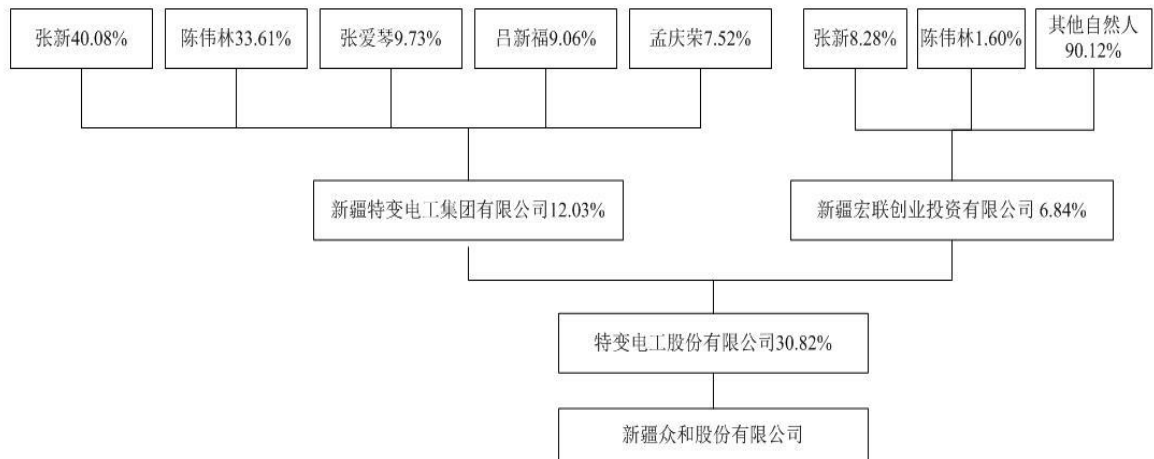 张新40.08%
陈伟林33.61%
张爱琴9.73%
吕新福9.06%
孟庆荣7.52%
张新8.28%
陈伟林1.60%
其他自然人
90.12%
新疆特变电工集团有限公司12.03%
新疆宏联创业投资有限公司 6.84%
特变电工股份有限公司30.82%
新疆众和股份有限公司